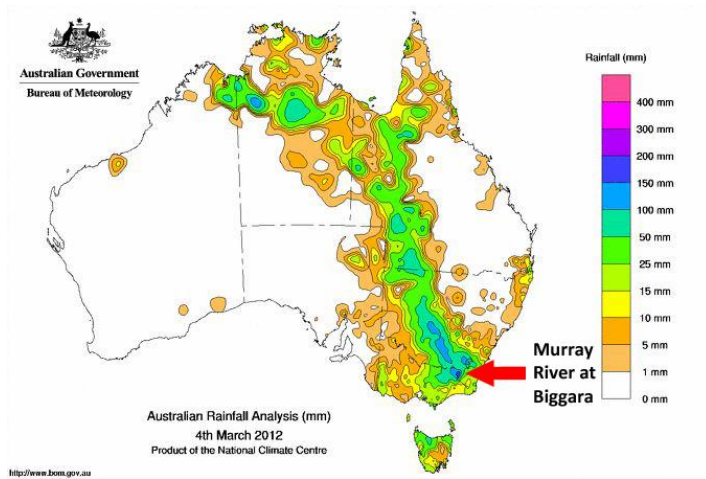 Australian Government
Bureau of Meteorology
Rainfall (mm)
400 mm
300 mm
200 mm
150 mm
100 mm
50 mm
25 mm
15 mm
10 mm
5 mm
1 mm
0 mm
Murray
River at
Biggara
Australian Rainfall Analysis (mm)
4th March 2012
Product of the National Climate Centre
http://www.bom.gov.au